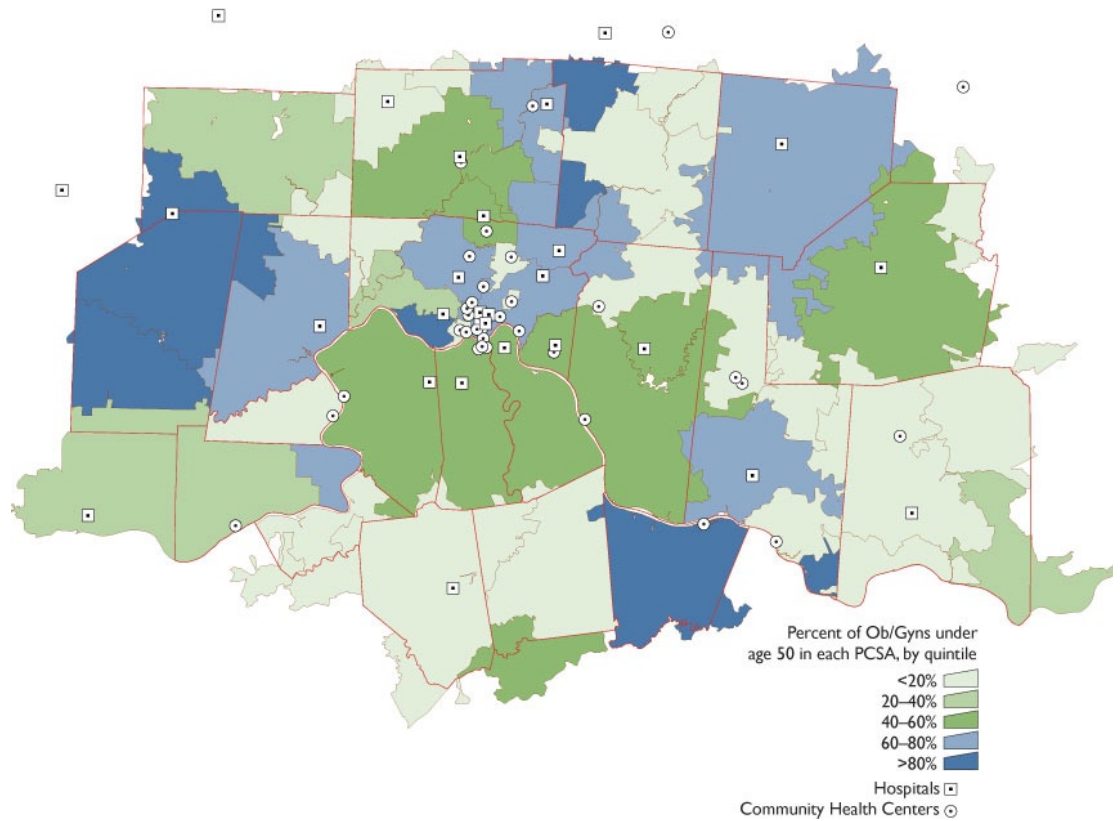 Percent of Ob/Gyns under
age 50 in each PCSA, by quintile
<20%
20–40%
40–60%
60–80%
>80%
Hospitals
Community Health Centers